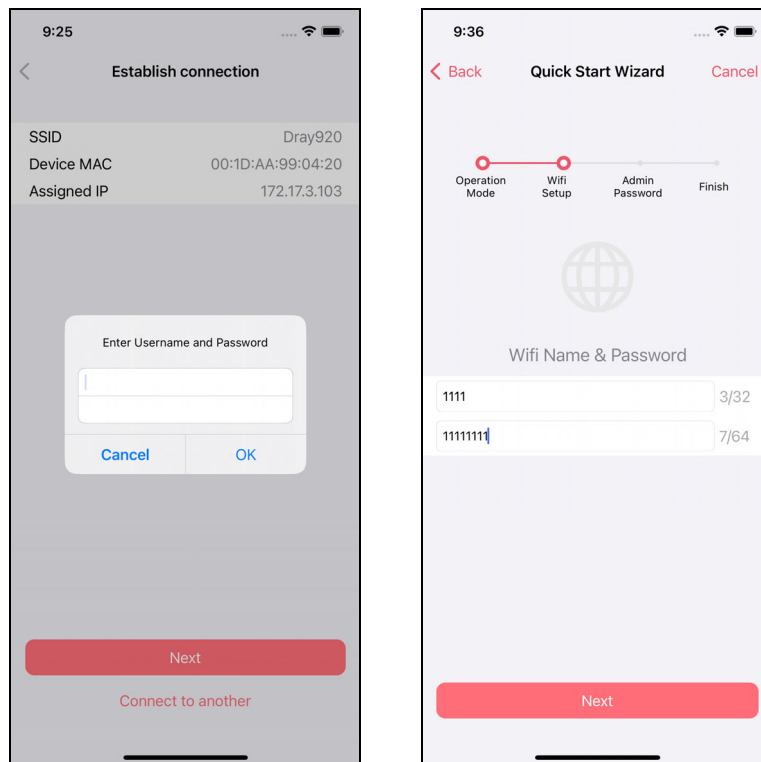 9:25
Establish connection
SSID Dray920
Device MAC 00:1D:AA:99:04:20
Assigned IP 172.17.3.103
Enter Username and Password
Cancel OK
Next
Connect to another
9:36
Back Quick Start Wizard Cancel
Operation Mode
Wifi Setup
Admin Password
Finish
Wifi Name & Password
1111 3/32
11111111 7/64
Next